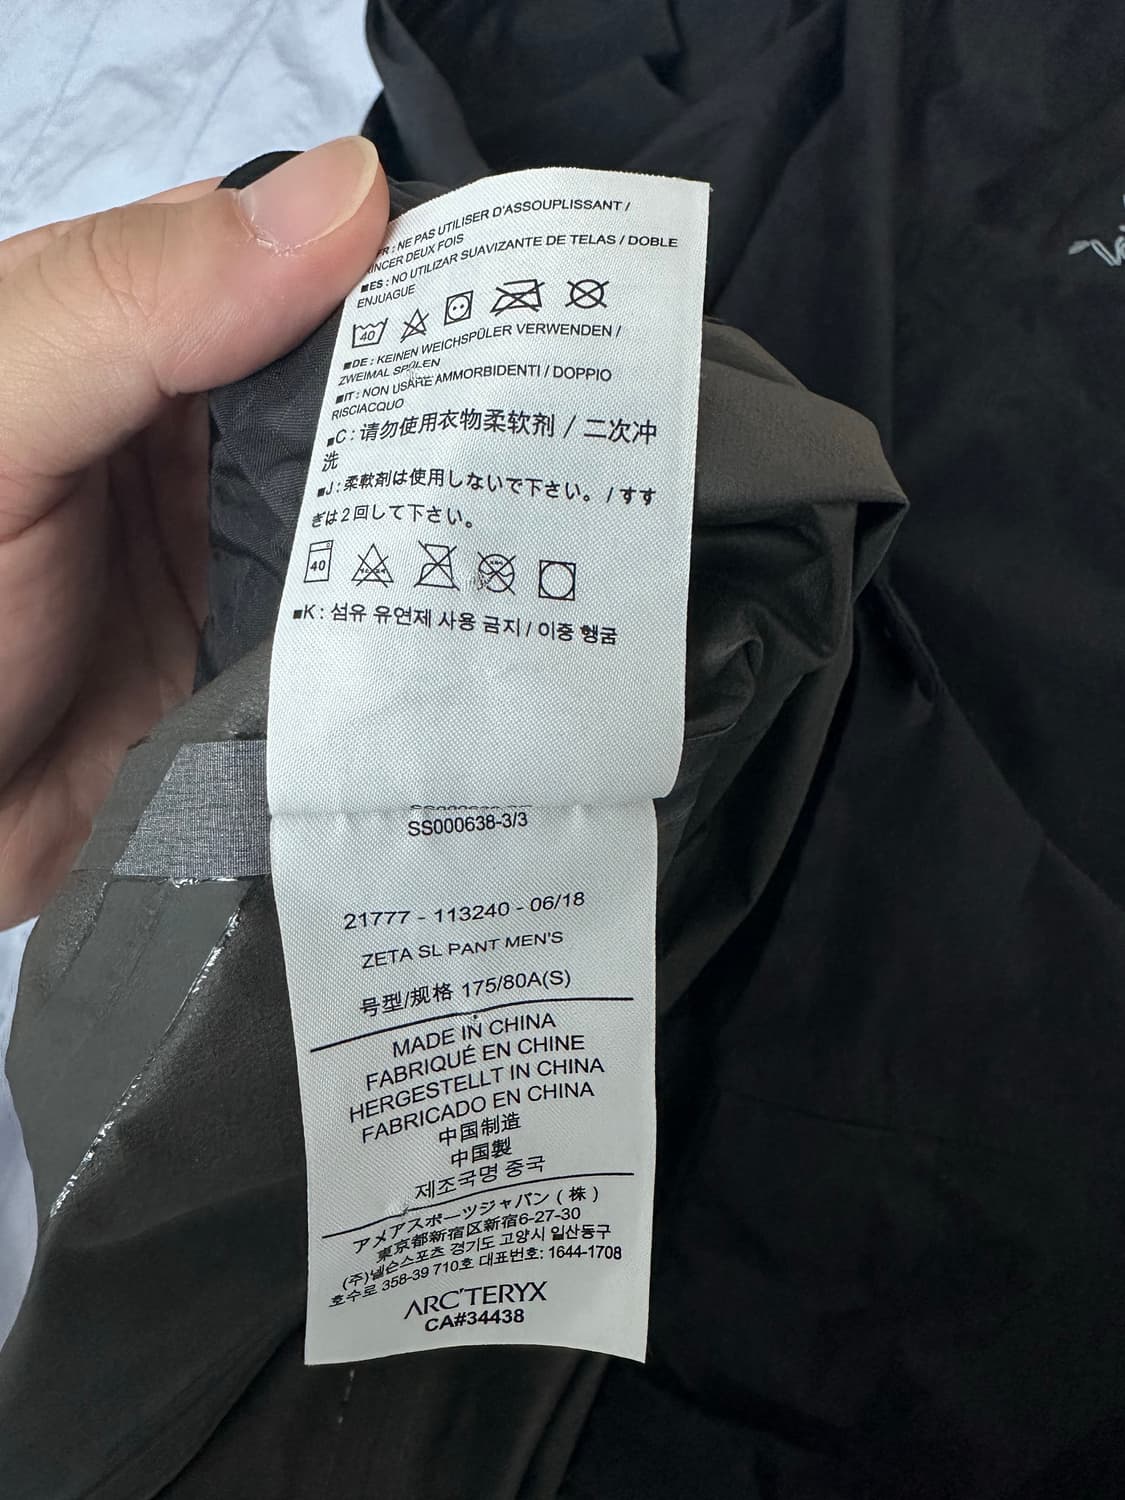 FR : NE PAS UTILISER D'ASSOUPLISSANT /
RINCER DEUX FOIS
■ES : NO UTILIZAR SUAVIZANTE DE TELAS / DOBLE
ENJUAGUE
40
■DE : KEINEN WEICHSPÜLER VERWENDEN /
ZWEIMAL SPÜLEN
■IT : NON USARE AMMORBIDENTI / DOPPIO
RISCIACQUO
■C : 请勿使用衣物柔软剂 / 二次冲
洗
■J : 柔軟剤は使用しないで下さい。 / すす
ぎは2回して下さい。
40
■K : 섬유 유연제 사용 금지 / 이중 헹굼
SS000638-3/3
21777 - 113240 - 06/18
ZETA SL PANT MEN'S
号型/规格 175/80A(S)
MADE IN CHINA
FABRIQUÉ EN CHINE
HERGESTELLT IN CHINA
FABRICADO EN CHINA
中国制造
中国製
제조국명 중국
アメアスポーツジャパン ( 株 )
東京都新宿区新宿6-27-30
(주)넬슨스포츠 경기도 고양시 일산동구
호수로 358-39 710호 대표번호: 1644-1708
ARC'TERYX
CA#34438